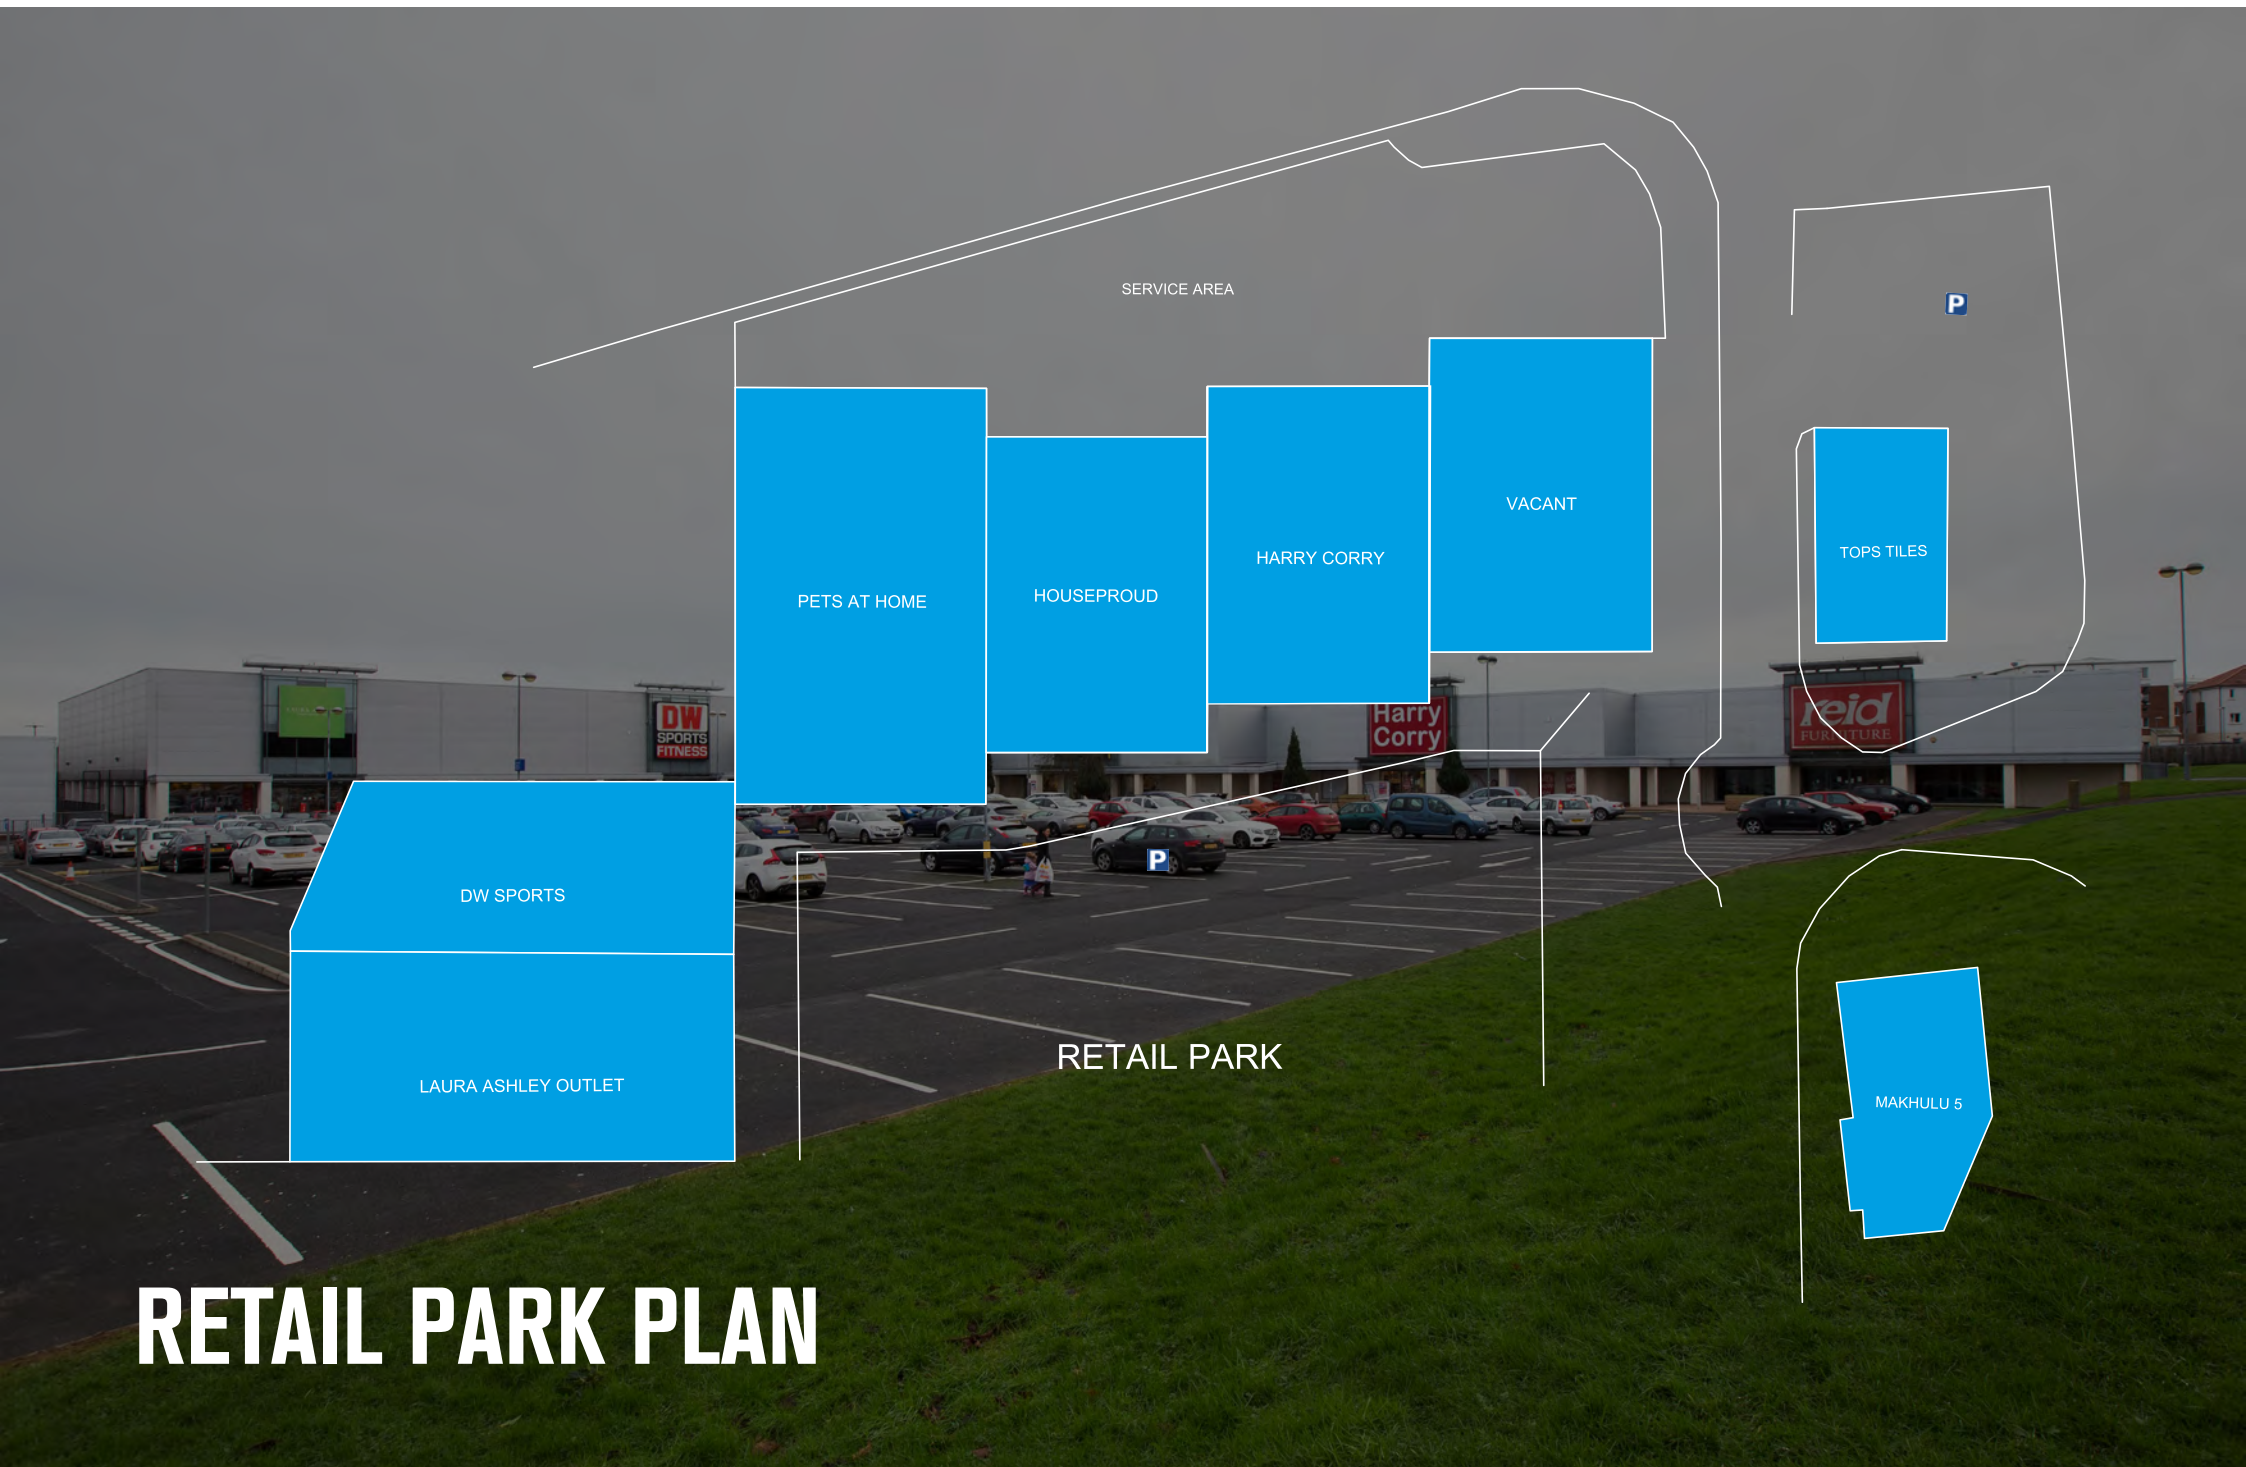 SERVICE AREA
P
VACANT
TOPS TILES
HARRY CORRY
HOUSEPROUD
PETS AT HOME
DW
SPORTS
FITNESS
Harry
Corry
reid
FURNITURE
P
DW SPORTS
RETAIL PARK
LAURA ASHLEY OUTLET
MAKHULU 5
RETAIL PARK PLAN